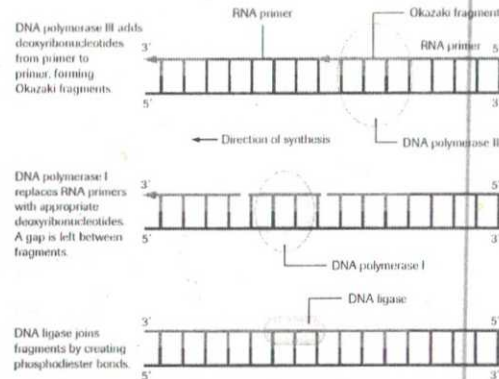 RNA primer
Okazaki fragment
DNA polymerase III adds
deoxyribonucleotides
from primer to
primer, forming
Okazaki fragments.
3′
RNA primer
5′
5′
3′
Direction of synthesis
DNA polymerase II
DNA polymerase I
replaces RNA primers
with appropriate
deoxyribonucleotides.
A gap is left between
fragments.
3′
5′
5′
3′
DNA polymerase I
DNA ligase
3′
5′
DNA ligase joins
fragments by creating
phosphodiester bonds.
5′
3′